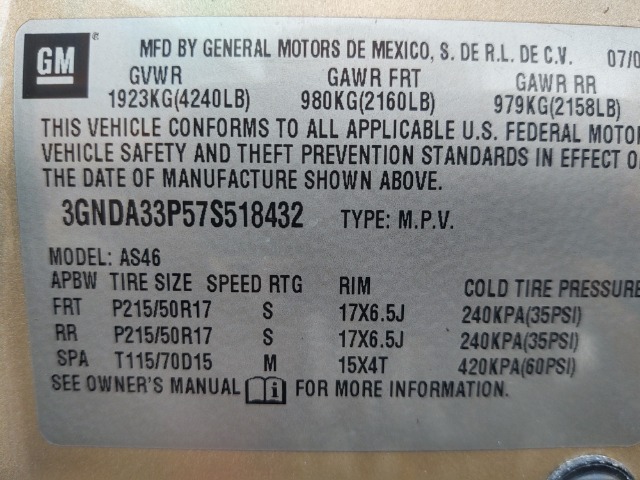 GM
MFD BY GENERAL MOTORS DE MEXICO, S. DE R.L. DE C.V. 07/0
GVWR GAWR FRT GAWR RR
1923KG(4240LB) 980KG(2160LB) 979KG(2158LB)
THIS VEHICLE CONFORMS TO ALL APPLICABLE U.S. FEDERAL MOTOR
VEHICLE SAFETY AND THEFT PREVENTION STANDARDS IN EFFECT O
THE DATE OF MANUFACTURE SHOWN ABOVE.
3GNDA33P57S518432 TYPE: M.P.V.
MODEL: AS46
APBW TIRE SIZE SPEED RTG RIM COLD TIRE PRESSURE
FRT P215/50R17 S 17X6.5J 240KPA(35PSI)
RR P215/50R17 S 17X6.5J 240KPA(35PSI)
SPA T115/70D15 M 15X4T 420KPA(60PSI)
SEE OWNER'S MANUAL i FOR MORE INFORMATION.